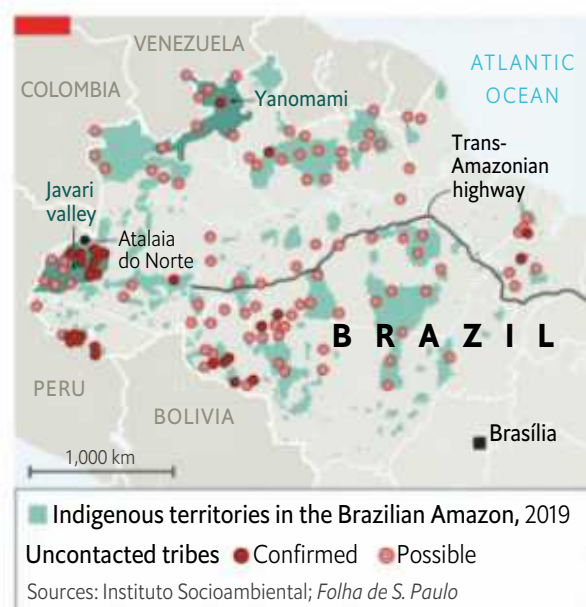 VENEZUELA
COLOMBIA
ATLANTIC
OCEAN
Yanomami
Trans-
Amazonian
highway
Javari
valley
Atalaia
do Norte
BRAZIL
PERU
BOLIVIA
Brasília
1,000 km
Indigenous territories in the Brazilian Amazon, 2019
Uncontacted tribes Confirmed Possible
Sources: Instituto Socioambiental; Folha de S. Paulo